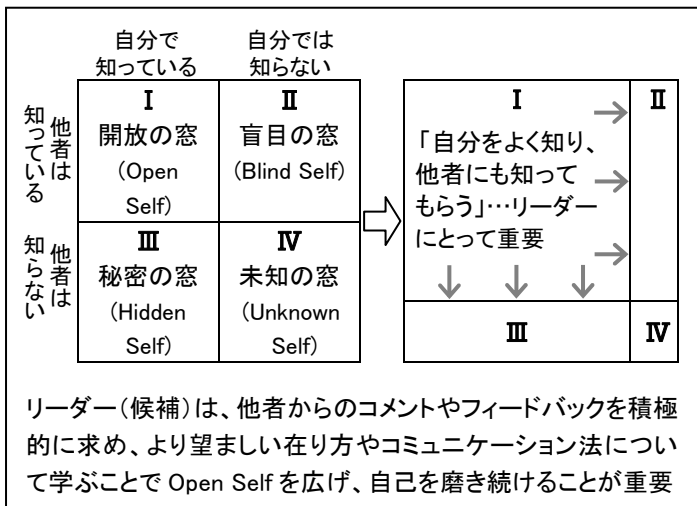 自分で
知っている
自分では
知らない
他者は
知っている
他者は
知らない
Ⅰ
開放の窓
(Open
Self)
Ⅱ
盲目の窓
(Blind Self)
Ⅲ
秘密の窓
(Hidden
Self)
Ⅳ
未知の窓
(Unknown
Self)
Ⅰ
「自分をよく知り、
他者にも知って
もらう」…リーダー
にとって重要
Ⅱ
Ⅲ
Ⅳ
リーダー(候補)は、他者からのコメントやフィードバックを積極
的に求め、より望ましい在り方やコミュニケーション法につい
て学ぶことで Open Self を広げ、自己を磨き続けることが重要